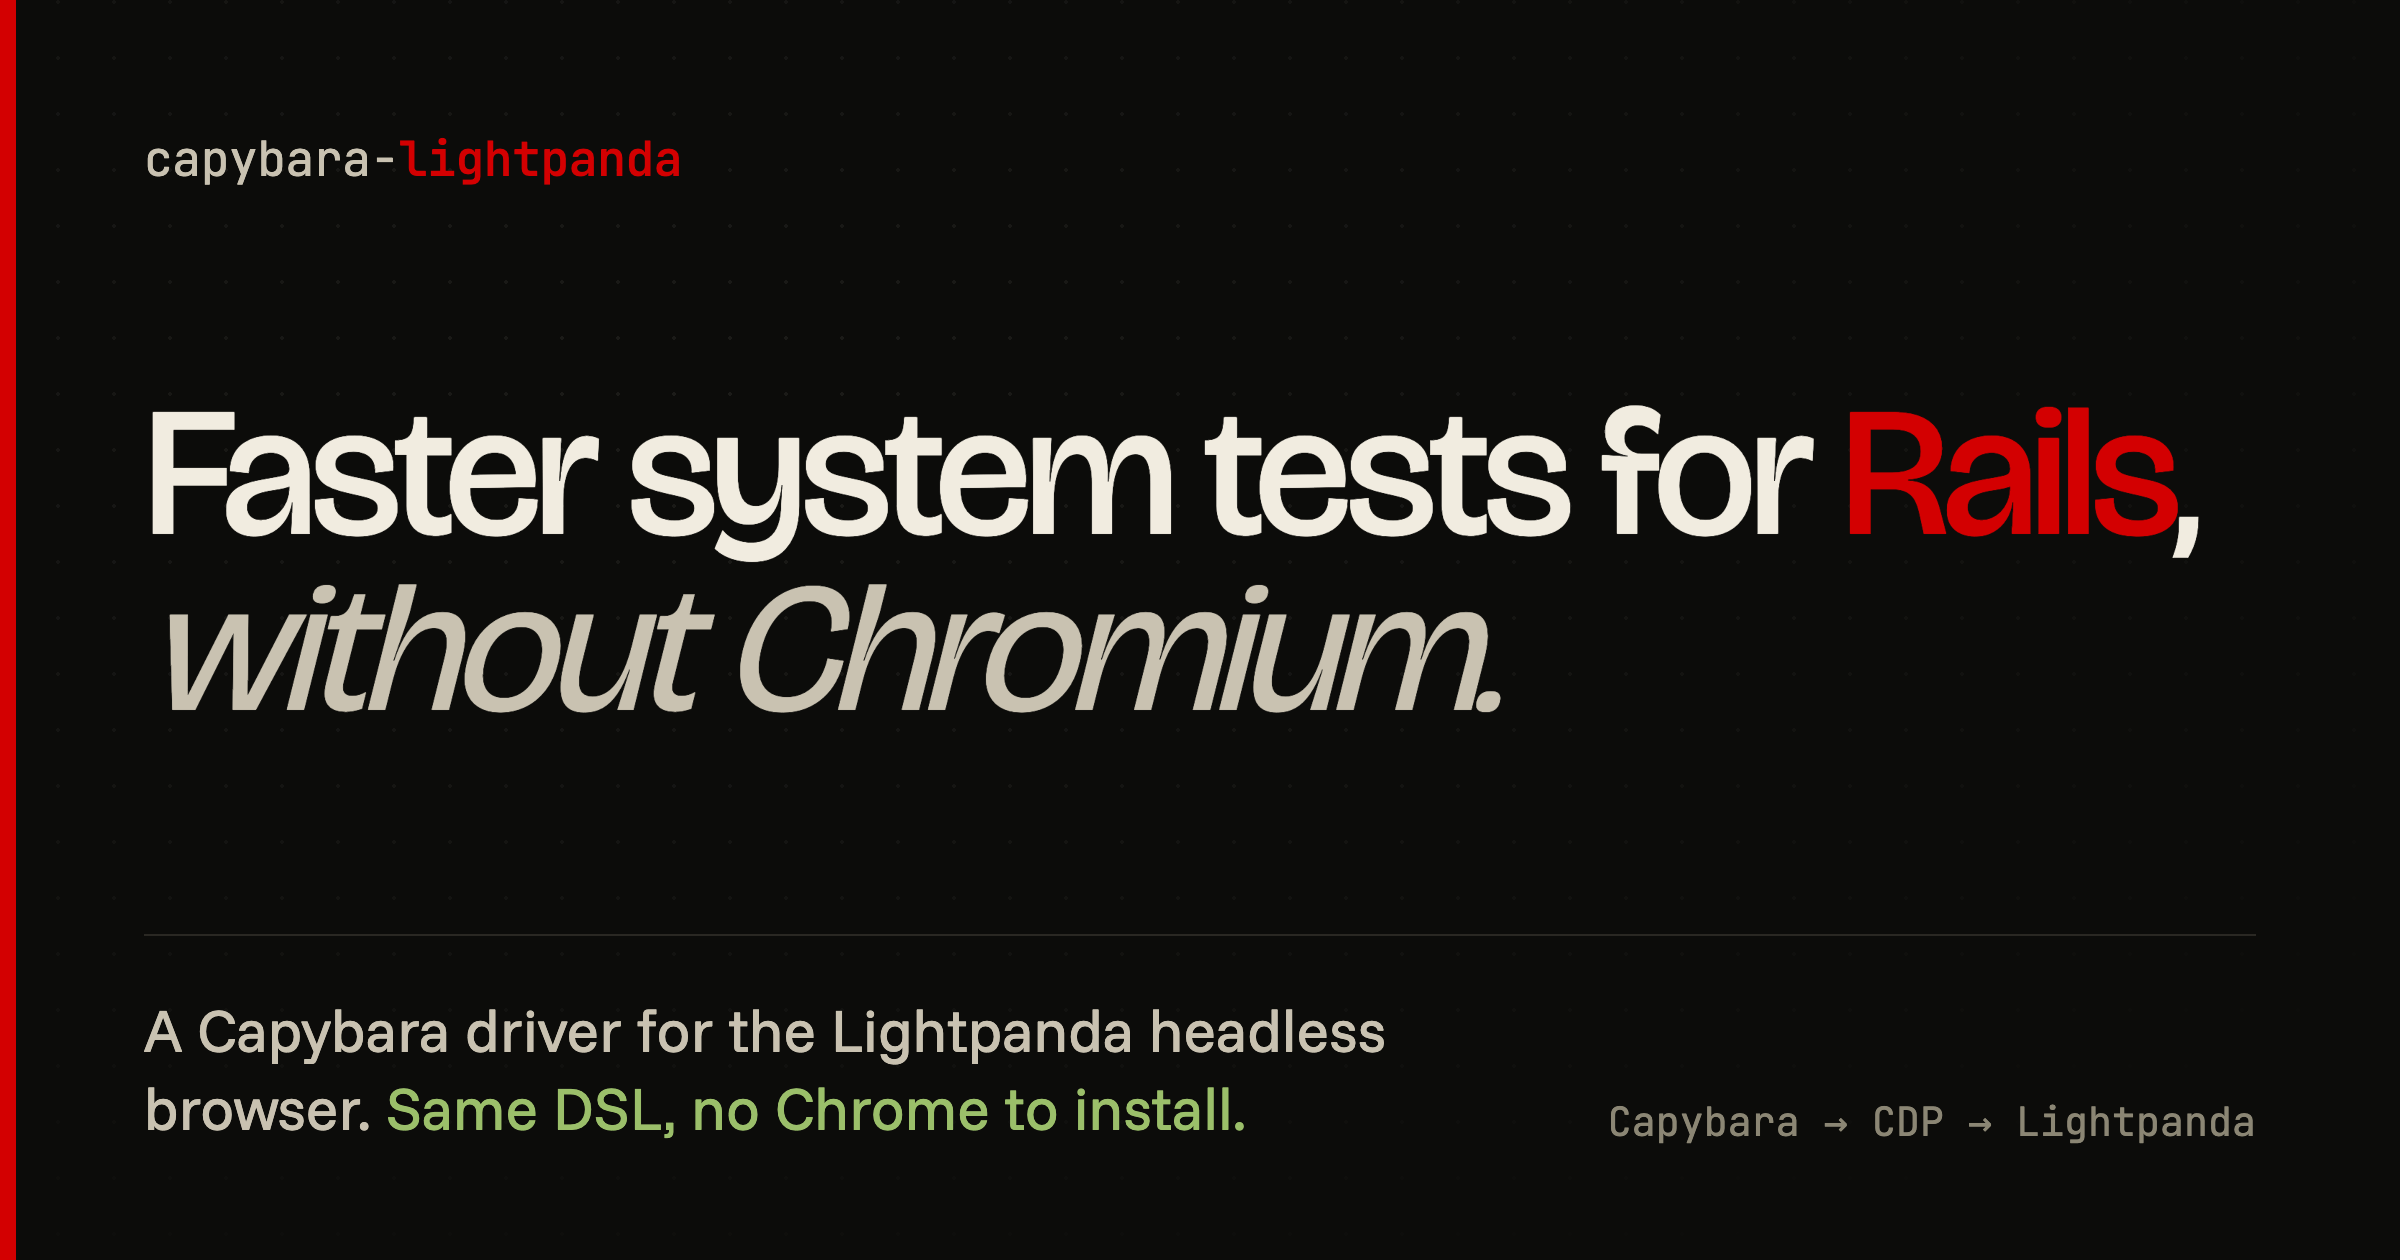 capybara-lightpanda
Faster system tests for Rails,
without Chromium.
A Capybara driver for the Lightpanda headless
browser. Same DSL, no Chrome to install.
Capybara → CDP → Lightpanda